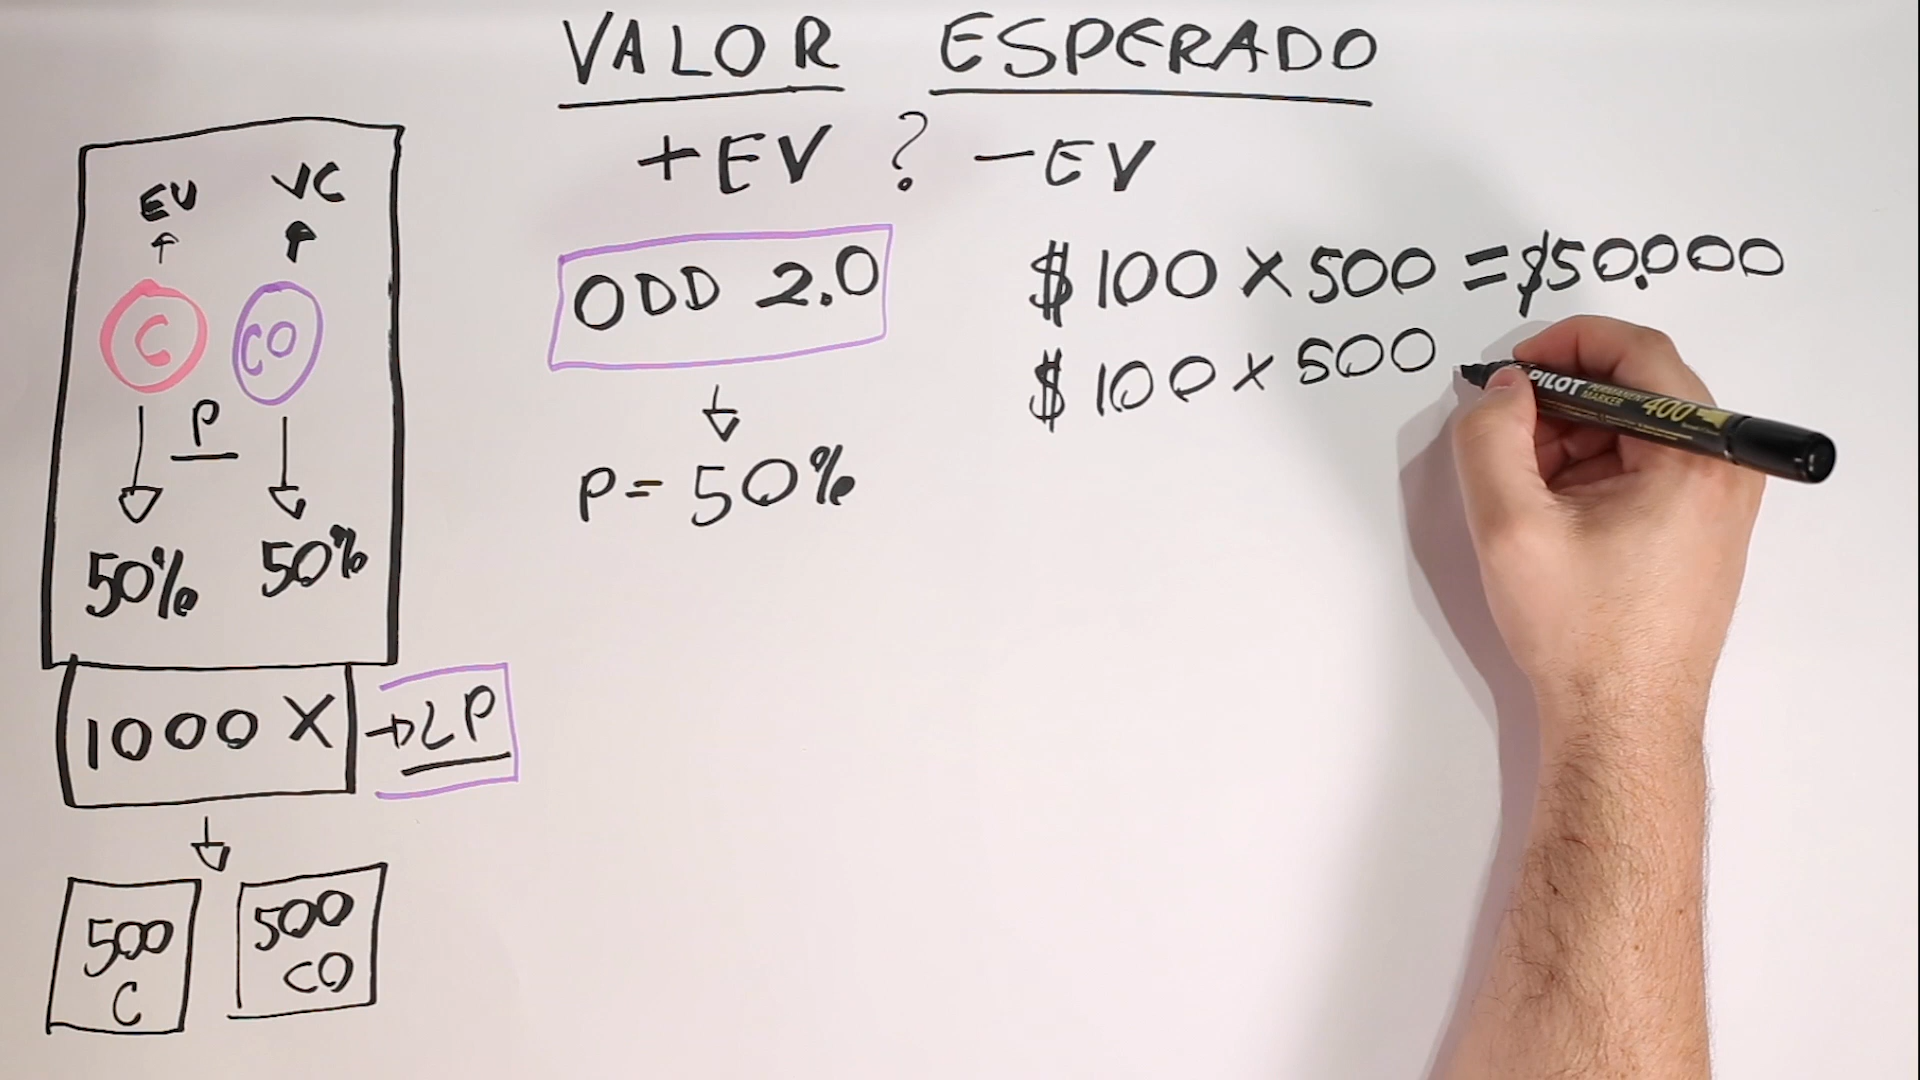 VALOR ESPERADO
+EV ? -EV
EU VC
C CO
P
50% 50%
1000 X → LP
500 C
500 CO
ODD 2.0
P = 50%
$ 100 X 500 = $50.000
$ 100 X 500
PILOT PERMANENT MARKER 400